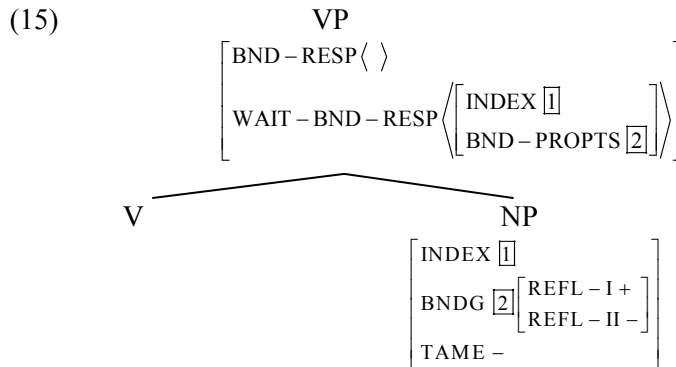 (15) VP
BND – RESP⟨ ⟩
WAIT – BND – RESP⟨[INDEX 1
BND – PROPTS 2]⟩
V NP
INDEX 1
BNDG 2 [REFL – I +
REFL – II –]
TAME –